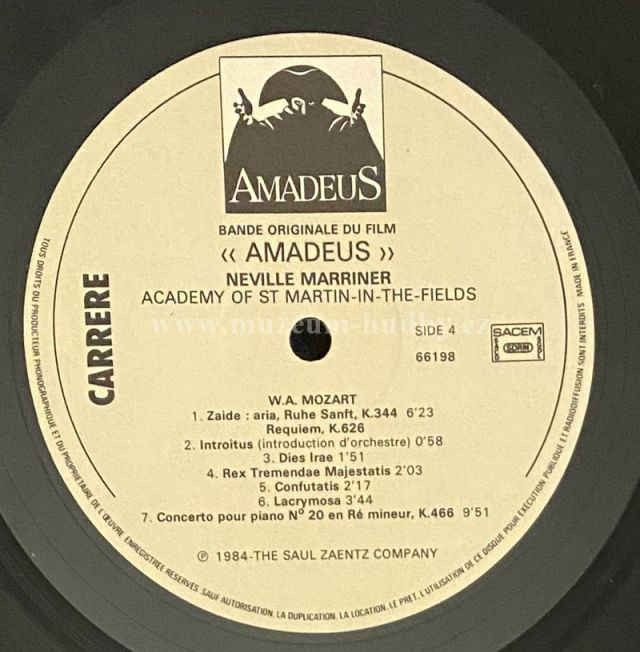 AMADEUS
BANDE ORIGINALE DU FILM
‹‹ AMADEUS ››
NEVILLE MARRINER
ACADEMY OF ST MARTIN-IN-THE-FIELDS
www.muzeum-hudby.cz
CARRERE
SIDE 4
66198
SACEM
SACD SDRM SGDL
W.A. MOZART
1. Zaide : aria, Ruhe Sanft, K.344 6'23
Requiem, K.626
2. Introitus (introduction d'orchestre) 0'58
3. Dies Irae 1'51
4. Rex Tremendae Majestatis 2'03
5. Confutatis 2'17
6. Lacrymosa 3'44
7. Concerto pour piano Nº 20 en Ré mineur, K.466 9'51
℗ 1984-THE SAUL ZAENTZ COMPANY
TOUS DROITS DU PRODUCTEUR PHONOGRAPHIQUE ET DU PROPRIETAIRE DE L'ŒUVRE ENREGISTREE RESERVES. SAUF AUTORISATION, LA DUPLICATION, LA LOCATION, LE PRET, L'UTILISATION DE CE DISQUE POUR EXECUTION PUBLIQUE ET RADIODIFFUSION SONT INTERDITS MADE IN FRANCE